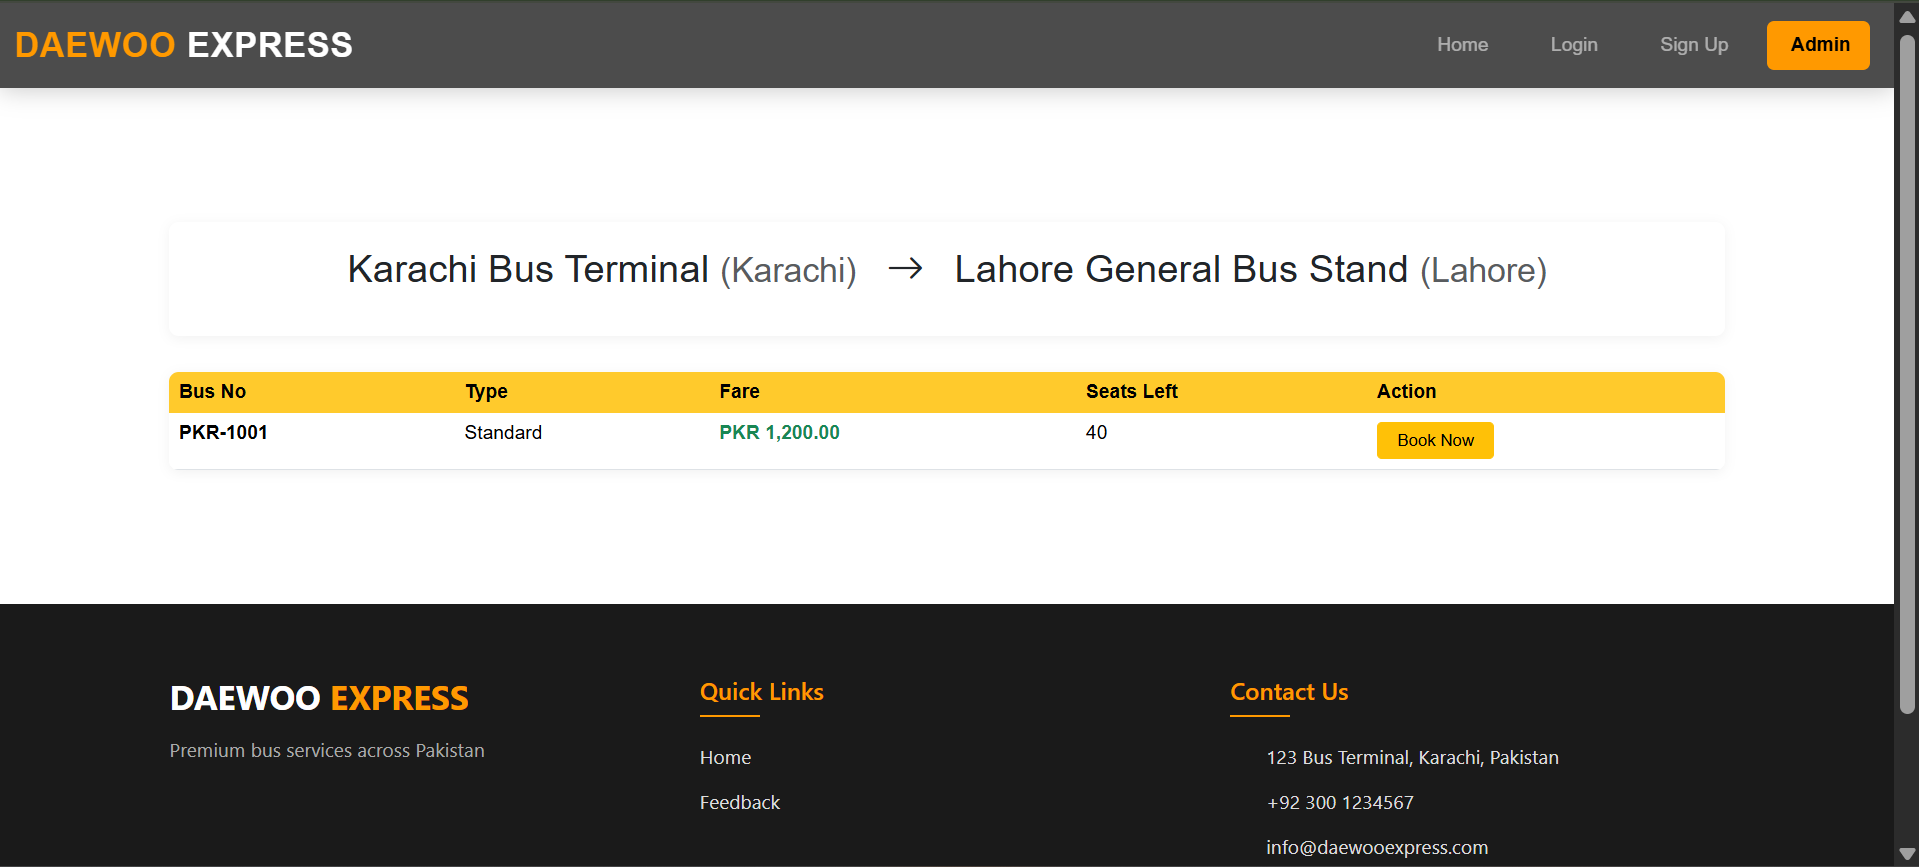 DAEWOO EXPRESS
Home Login Sign Up Admin
Karachi Bus Terminal (Karachi) → Lahore General Bus Stand (Lahore)
Bus No Type Fare Seats Left Action
PKR-1001 Standard PKR 1,200.00 40 Book Now
DAEWOO EXPRESS
Premium bus services across Pakistan
Quick Links
Home
Feedback
Contact Us
123 Bus Terminal, Karachi, Pakistan
+92 300 1234567
info@daewooexpress.com